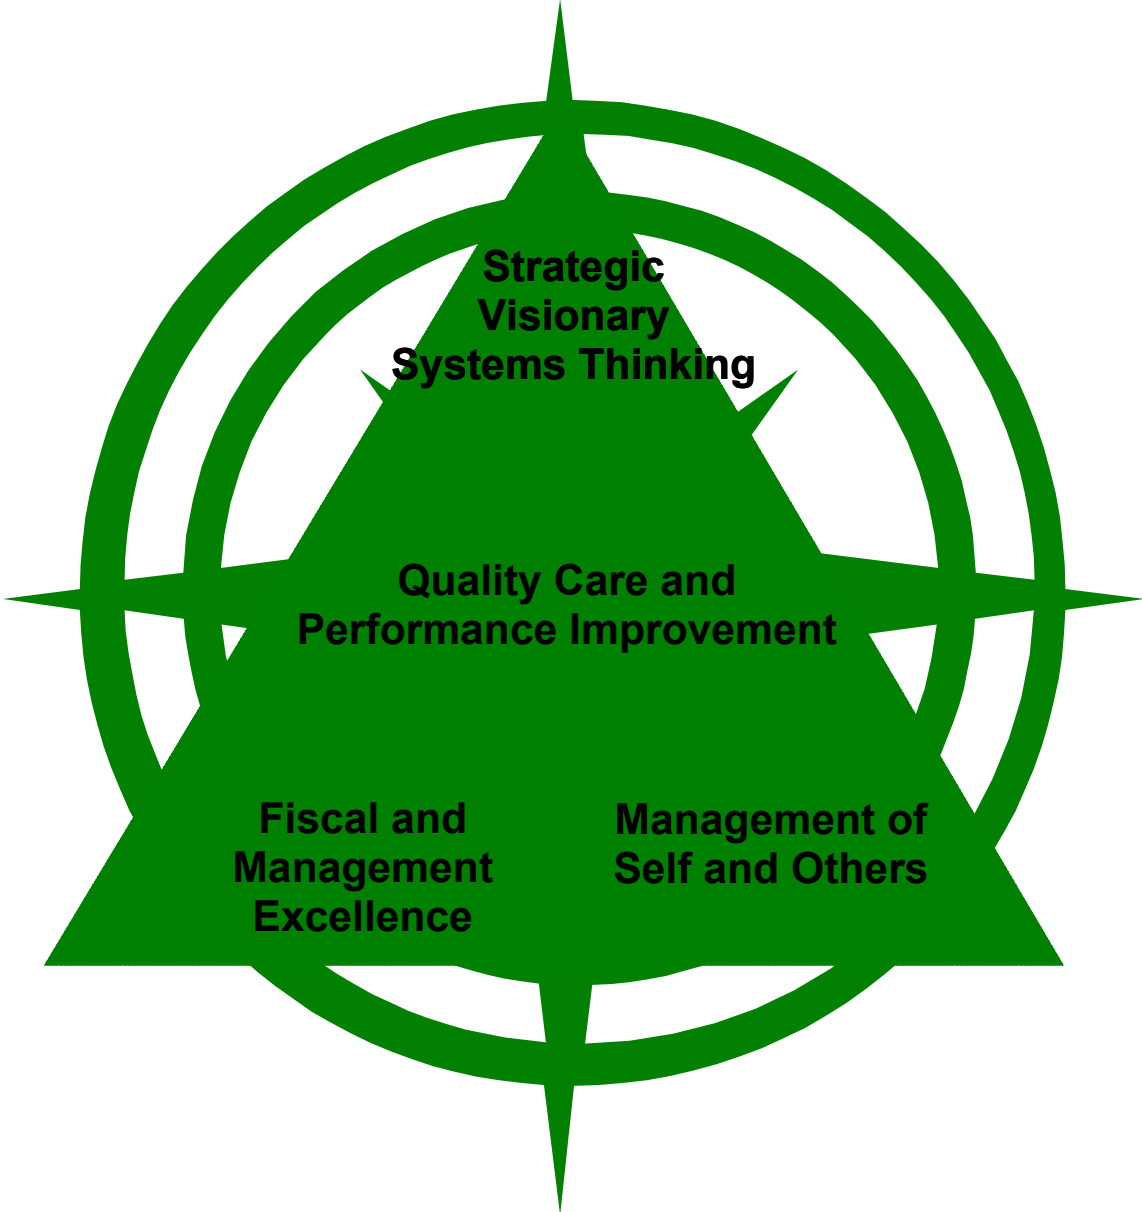 Strategic
Visionary
Systems Thinking
Quality Care and
Performance Improvement
Fiscal and
Management
Excellence
Management of
Self and Others